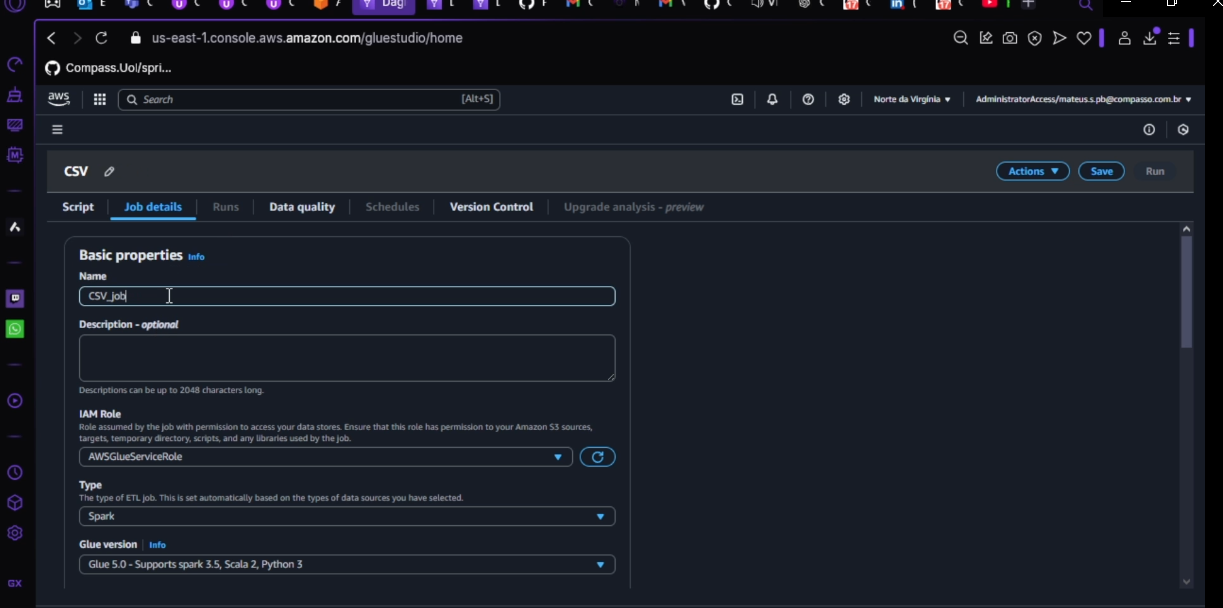 Dagl
us-east-1.console.aws.amazon.com/gluestudio/home
Compass.Uol/spri...
aws
Search
[Alt+S]
Norte da Virgínia
AdministratorAccess/mateus.s.pb@compasso.com.br
CSV
Actions
Save
Run
Script
Job details
Runs
Data quality
Schedules
Version Control
Upgrade analysis - preview
Basic properties Info
Name
CSV_job
Description - optional
Descriptions can be up to 2048 characters long.
IAM Role
Role assumed by the job with permission to access your data stores. Ensure that this role has permission to your Amazon S3 sources,
targets, temporary directory, scripts, and any libraries used by the job.
AWSGlueServiceRole
Type
The type of ETL job. This is set automatically based on the types of data sources you have selected.
Spark
Glue version Info
Glue 5.0 - Supports spark 3.5, Scala 2, Python 3
GX